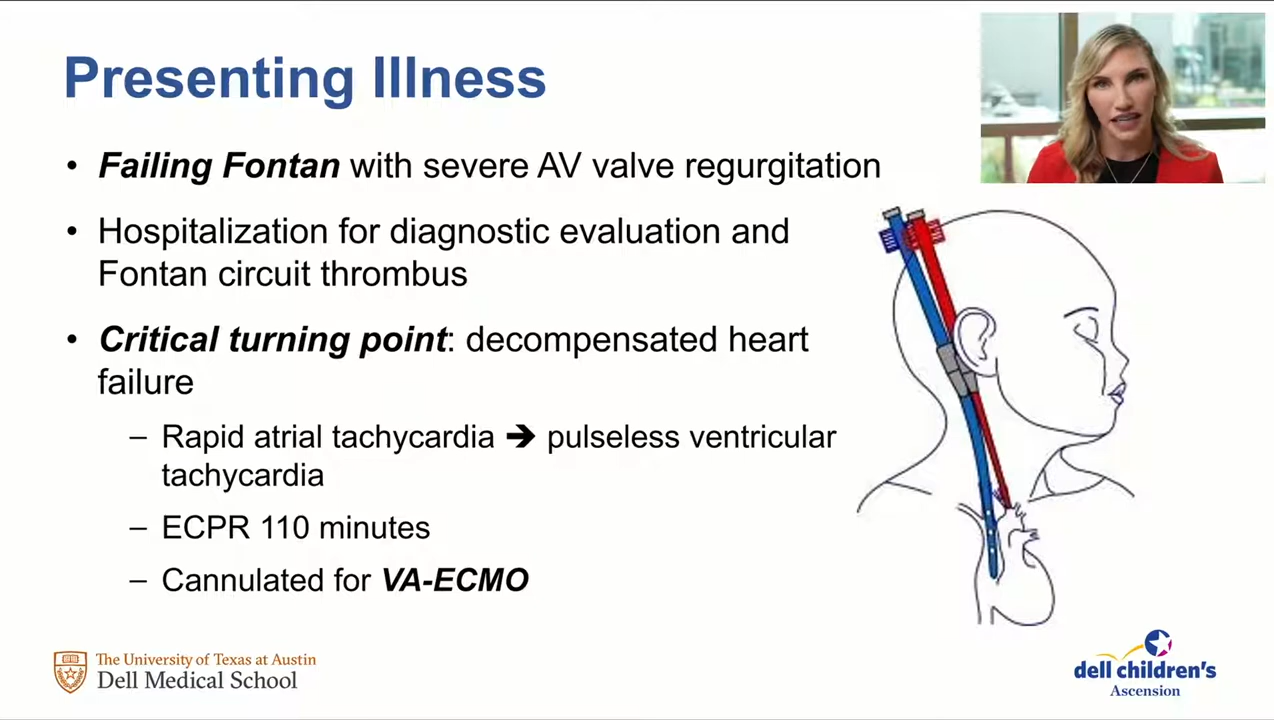 Presenting Illness
• Failing Fontan with severe AV valve regurgitation
• Hospitalization for diagnostic evaluation and
Fontan circuit thrombus
• Critical turning point: decompensated heart
failure
– Rapid atrial tachycardia ➔ pulseless ventricular
tachycardia
– ECPR 110 minutes
– Cannulated for VA-ECMO
The University of Texas at Austin
Dell Medical School
dell children's
Ascension